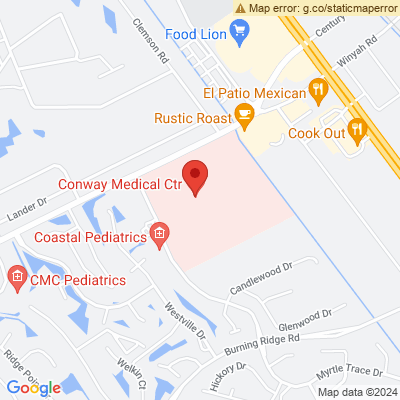 Map error: g.co/staticmaperror
Food Lion
Clemson Rd
Century
Winyah Rd
El Patio Mexican
Rustic Roast
Cook Out
Conway Medical Ctr
Lander Dr
Coastal Pediatrics
CMC Pediatrics
Candlewood Dr
Westville Dr
Glenwood Dr
Burning Ridge Rd
Ridge Poin
Welkin Ct
Hickory Dr
Myrtle Trace Dr
Google
Map data ©2024